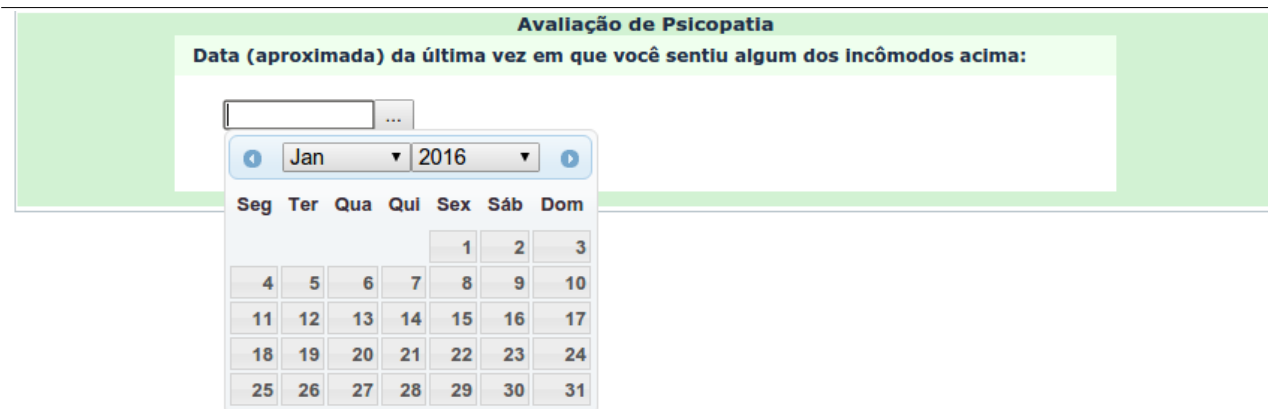 Avaliação de Psicopatia
Data (aproximada) da última vez em que você sentiu algum dos incômodos acima:
...
Jan 2016
Seg Ter Qua Qui Sex Sáb Dom
1 2 3
4 5 6 7 8 9 10
11 12 13 14 15 16 17
18 19 20 21 22 23 24
25 26 27 28 29 30 31